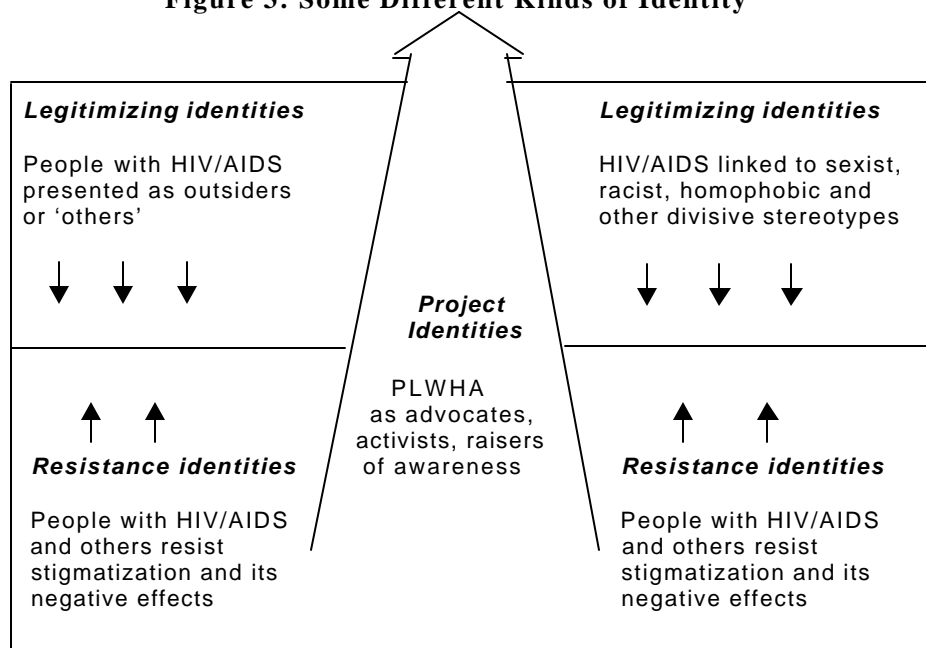 Figure 3: Some Different Kinds of Identity
Legitimizing identities
People with HIV/AIDS
presented as outsiders
or ‘others’
Legitimizing identities
HIV/AIDS linked to sexist,
racist, homophobic and
other divisive stereotypes
Project
Identities
PLWHA
as advocates,
activists, raisers
of awareness
Resistance identities
People with HIV/AIDS
and others resist
stigmatization and its
negative effects
Resistance identities
People with HIV/AIDS
and others resist
stigmatization and its
negative effects